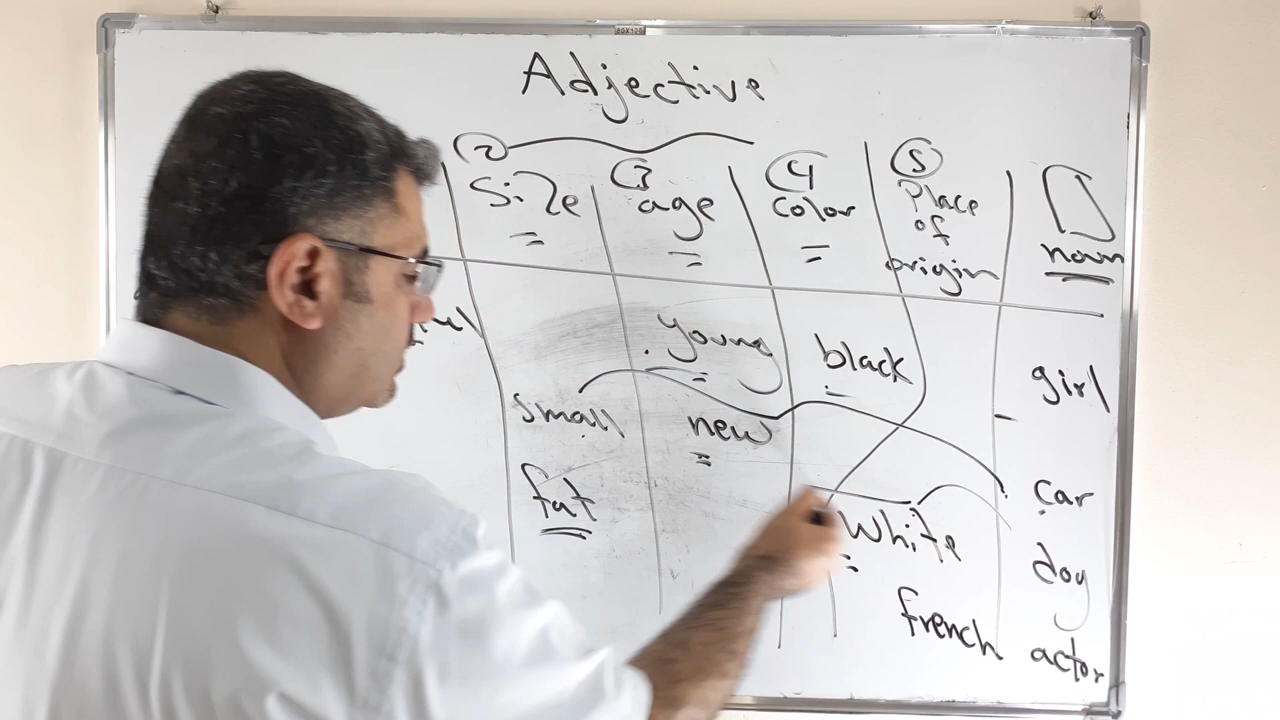 Adjective
2 3 4 5
Size age color Place of origin noun
young black girl
small new car
fat White dog
french actor